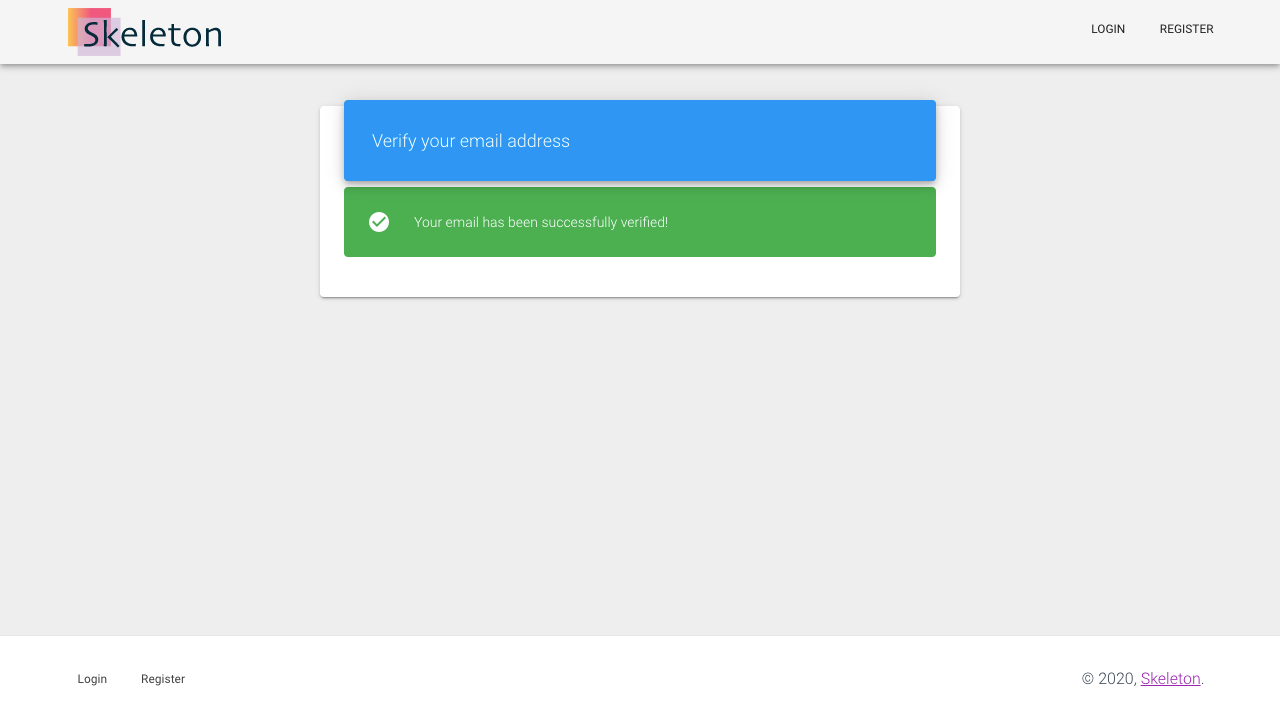 Skeleton
LOGIN
REGISTER
Verify your email address
Your email has been successfully verified!
Login
Register
© 2020, Skeleton.